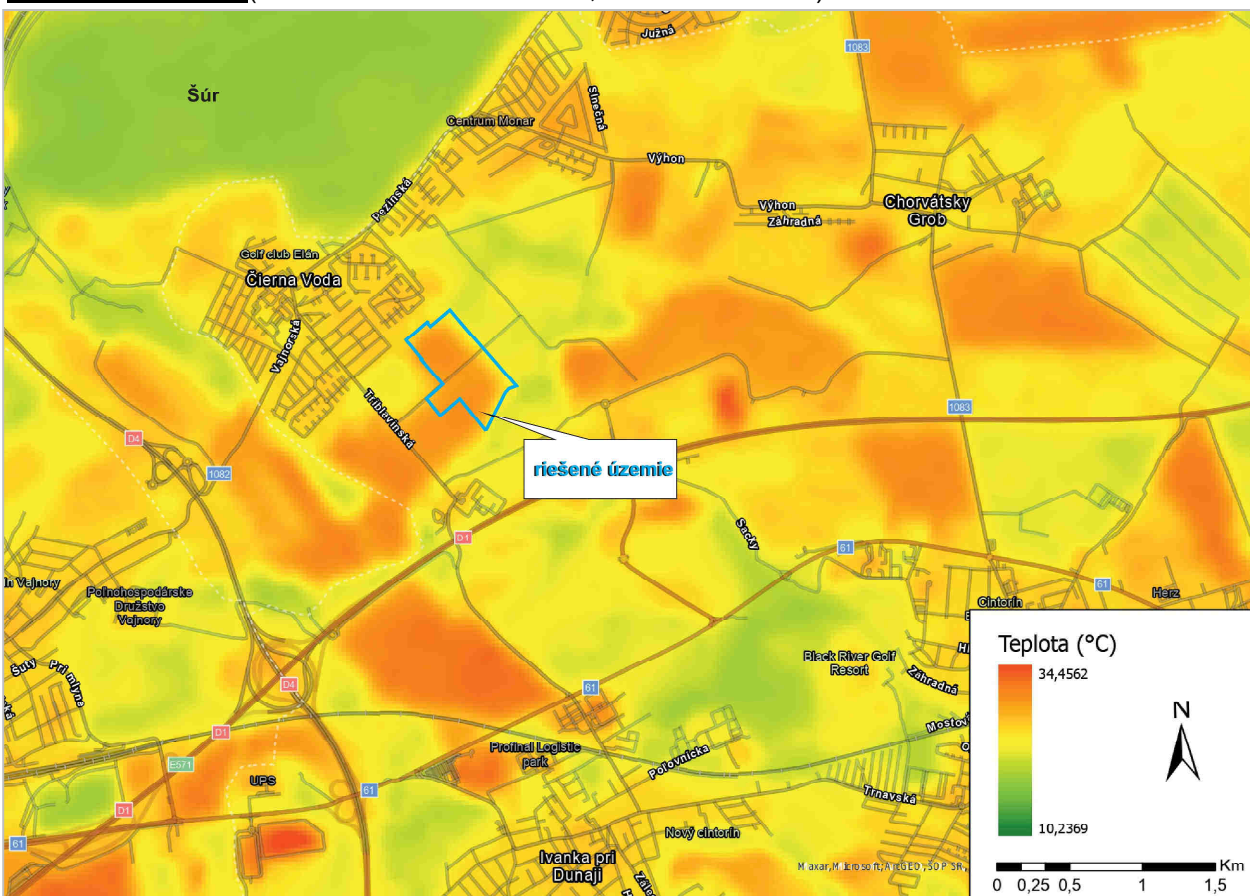 Južná
1083
Šúr
Slnečná
Centrum Monar
Výhon
Pezinská
Výhon
Záhradná
Chorvátsky
Grob
Golf club Elán
Čierna Voda
Vajnorská
Triblavinská
1083
D4
1082
riešené územie
D1
Sacky
61
61
Poľnohospodárske
Družstvo
Vajnory
Cintorín
Herz
Šuty
Pri mlyne
Black River Golf
Resort
Záhradná
D4
61
Mostov
D1
Profinal Logistic
park
Poľovnícka
E571
UPS
61
Trnavská
D1
Nový cintorín
61
Ivanka pri
Dunaji
Teplota (°C)
34,4562
10,2369
N
Km
0 0,25 0,5 1 1,5